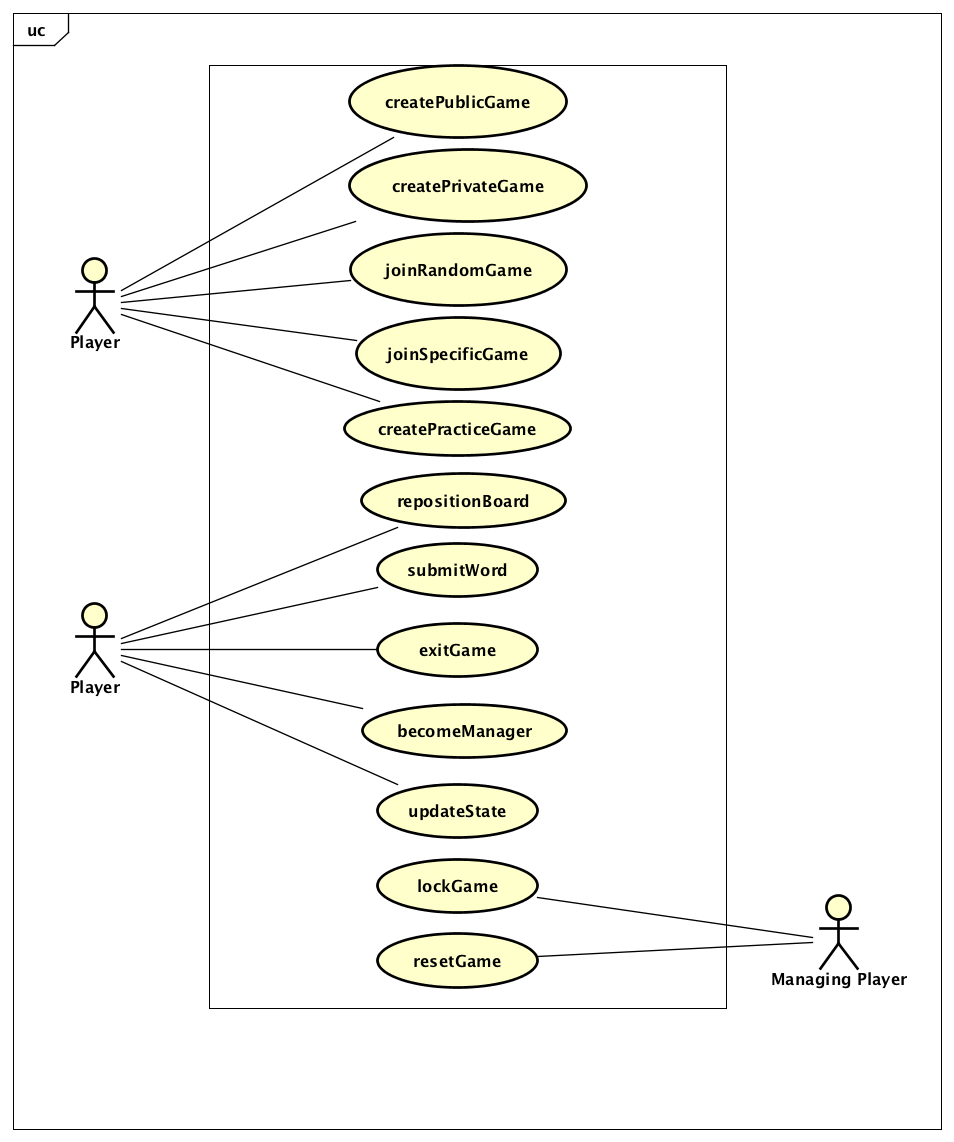 uc
createPublicGame
createPrivateGame
joinRandomGame
Player
joinSpecificGame
createPracticeGame
repositionBoard
submitWord
exitGame
Player
becomeManager
updateState
lockGame
resetGame
Managing Player